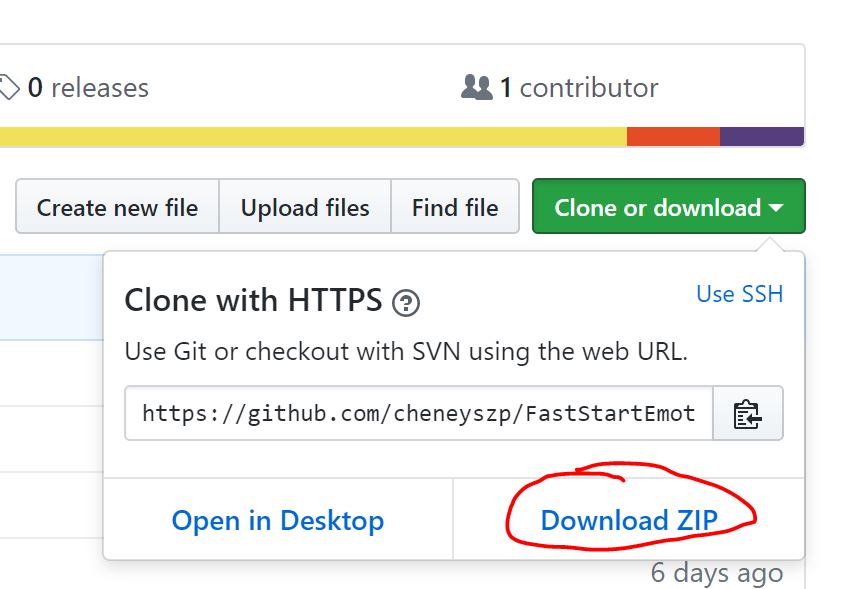 0 releases
1 contributor
Create new file
Upload files
Find file
Clone or download
Clone with HTTPS ?
Use SSH
Use Git or checkout with SVN using the web URL.
https://github.com/cheneyszp/FastStartEmot
Open in Desktop
Download ZIP
6 days ago